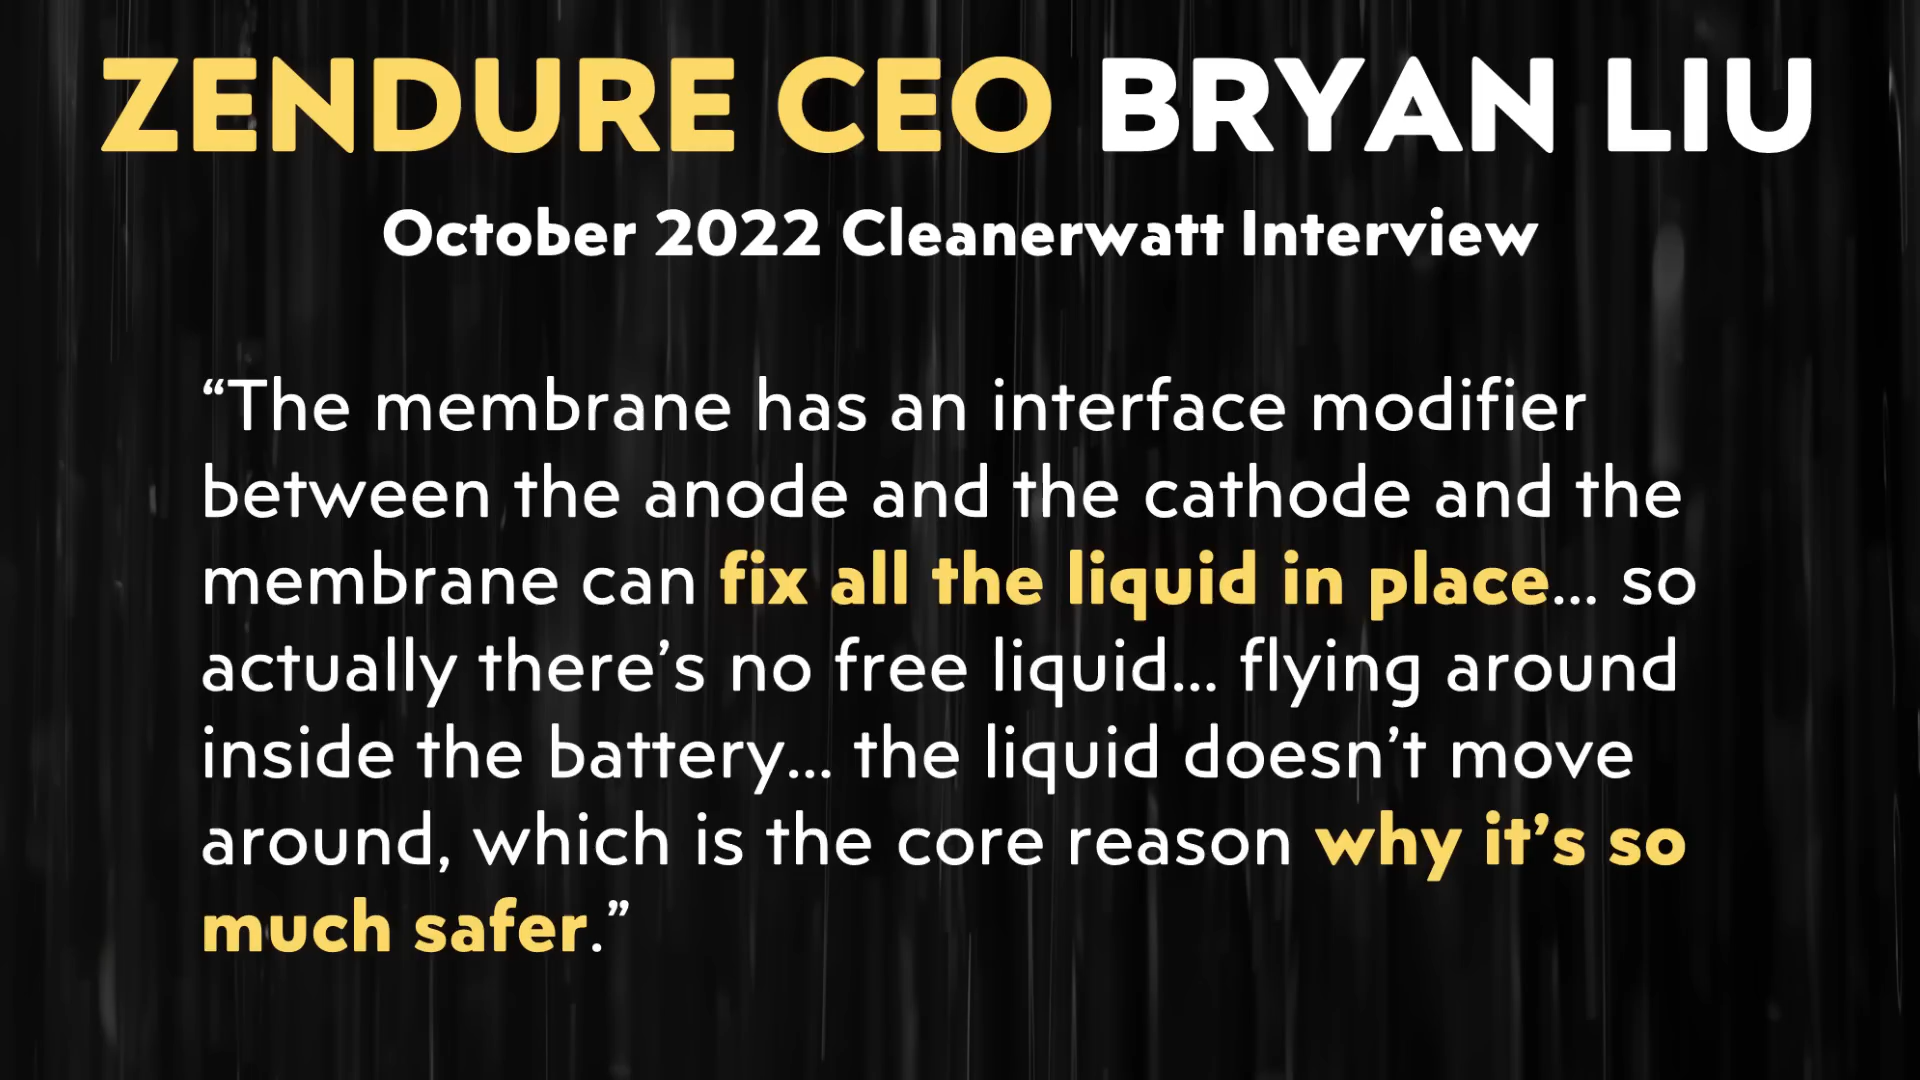 ZENDURE CEO BRYAN LIU
October 2022 Cleanerwatt Interview
“The membrane has an interface modifier
between the anode and the cathode and the
membrane can fix all the liquid in place... so
actually there’s no free liquid... flying around
inside the battery... the liquid doesn’t move
around, which is the core reason why it’s so
much safer.”